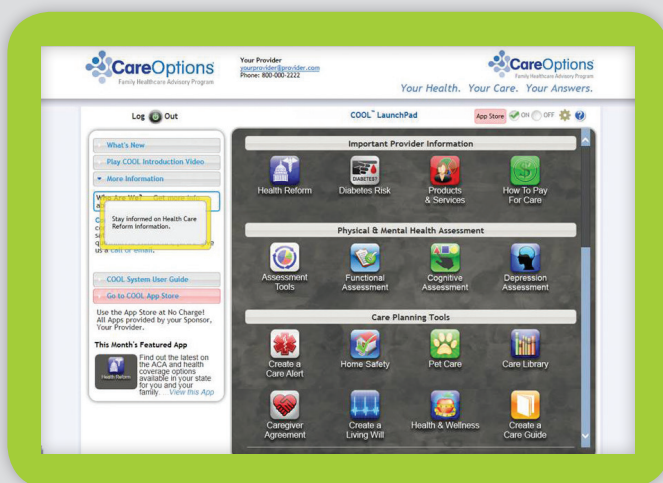 CareOptions
Family Healthcare Advisory Program
Your Provider
yourprovider@provider.com
Phone: 800-000-2222
CareOptions
Family Healthcare Advisory Program
Your Health. Your Care. Your Answers.
Log Out
COOL™ LaunchPad
App Store ON OFF ?
What's New
Play COOL Introduction Video
More Information
Who Are We? Get more info
Stay informed on Health Care
Reform Information.
us a call or email.
COOL System User Guide
Go to COOL App Store
Use the App Store at No Charge!
All Apps provided by your Sponsor,
Your Provider.
This Month's Featured App
Health Reform
Find out the latest on
the ACA and health
coverage options
available in your state
for you and your
family... View this App
Important Provider Information
DIABETES?
Health Reform
Diabetes Risk
Products
& Services
How To Pay
For Care
Physical & Mental Health Assessment
Assessment
Tools
Functional
Assessment
Cognitive
Assessment
Depression
Assessment
Care Planning Tools
Create a
Care Alert
Home Safety
Pet Care
Care Library
Caregiver
Agreement
Create a
Living Will
Health & Wellness
Create a
Care Guide